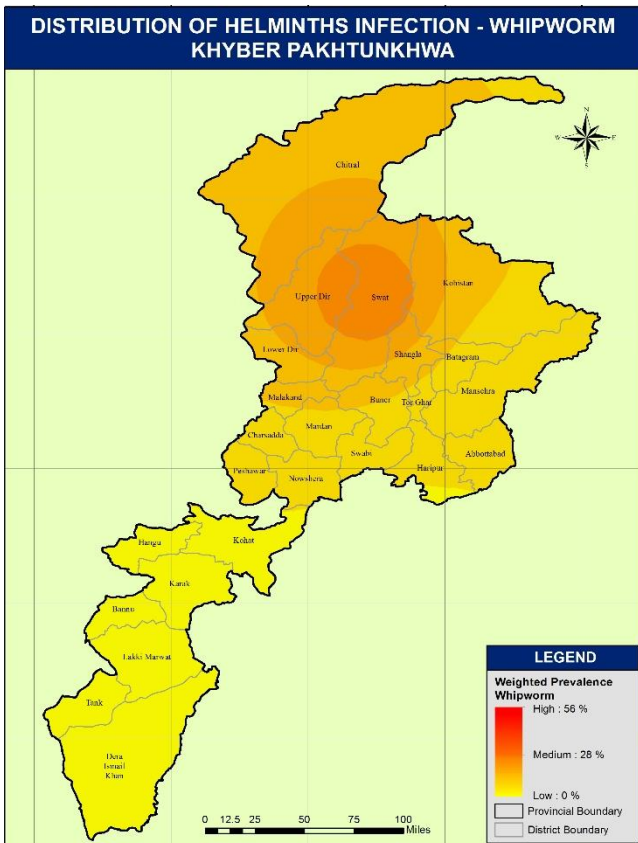 DISTRIBUTION OF HELMINTHS INFECTION - WHIPWORM
KHYBER PAKHTUNKHWA
N
W
E
S
Chitral
Kohistan
Upper Dir
Swat
Lower Dir
Shangla
Batagram
Mansehra
Malakand
Buner
Tor Ghar
Mardan
Charsadda
Swabi
Abbottabad
Peshawar
Nowshera
Haripur
Hangu
Kohat
Karak
Bannu
Lakki Marwat
Tank
Dera
Ismail
Khan
0 12.5 25 50 75 100
Miles
LEGEND
Weighted Prevalence
Whipworm
High : 56 %
Medium : 28 %
Low : 0 %
Provincial Boundary
District Boundary